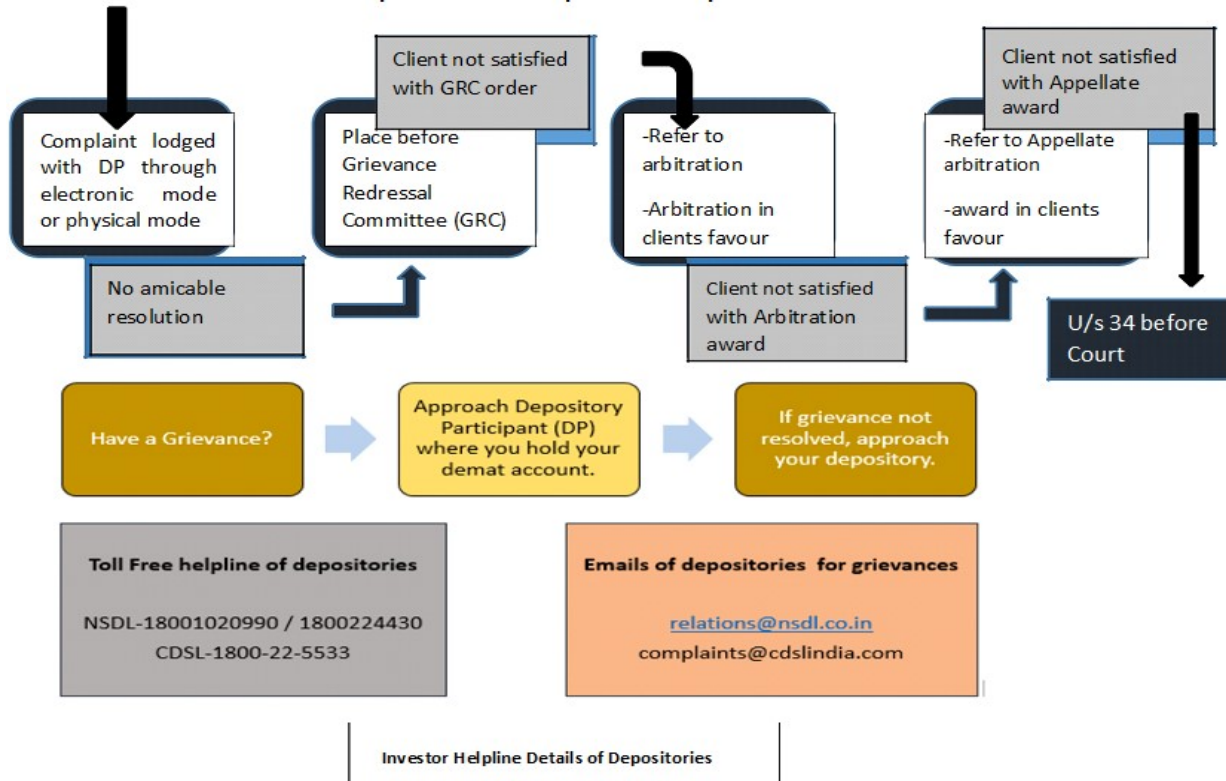 Client not satisfied
with GRC order
Client not satisfied
with Appellate
award
Complaint lodged
with DP through
electronic mode
or physical mode
Place before
Grievance
Redressal
Committee (GRC)
-Refer to
arbitration
-Arbitration in
clients favour
-Refer to Appellate
arbitration
-award in clients
favour
No amicable
resolution
Client not satisfied
with Arbitration
award
U/s 34 before
Court
Have a Grievance?
Approach Depository
Participant (DP)
where you hold your
demat account.
If grievance not
resolved, approach
your depository.
Toll Free helpline of depositories
NSDL-18001020990 / 1800224430
CDSL-1800-22-5533
Emails of depositories for grievances
relations@nsdl.co.in
complaints@cdslindia.com
Investor Helpline Details of Depositories